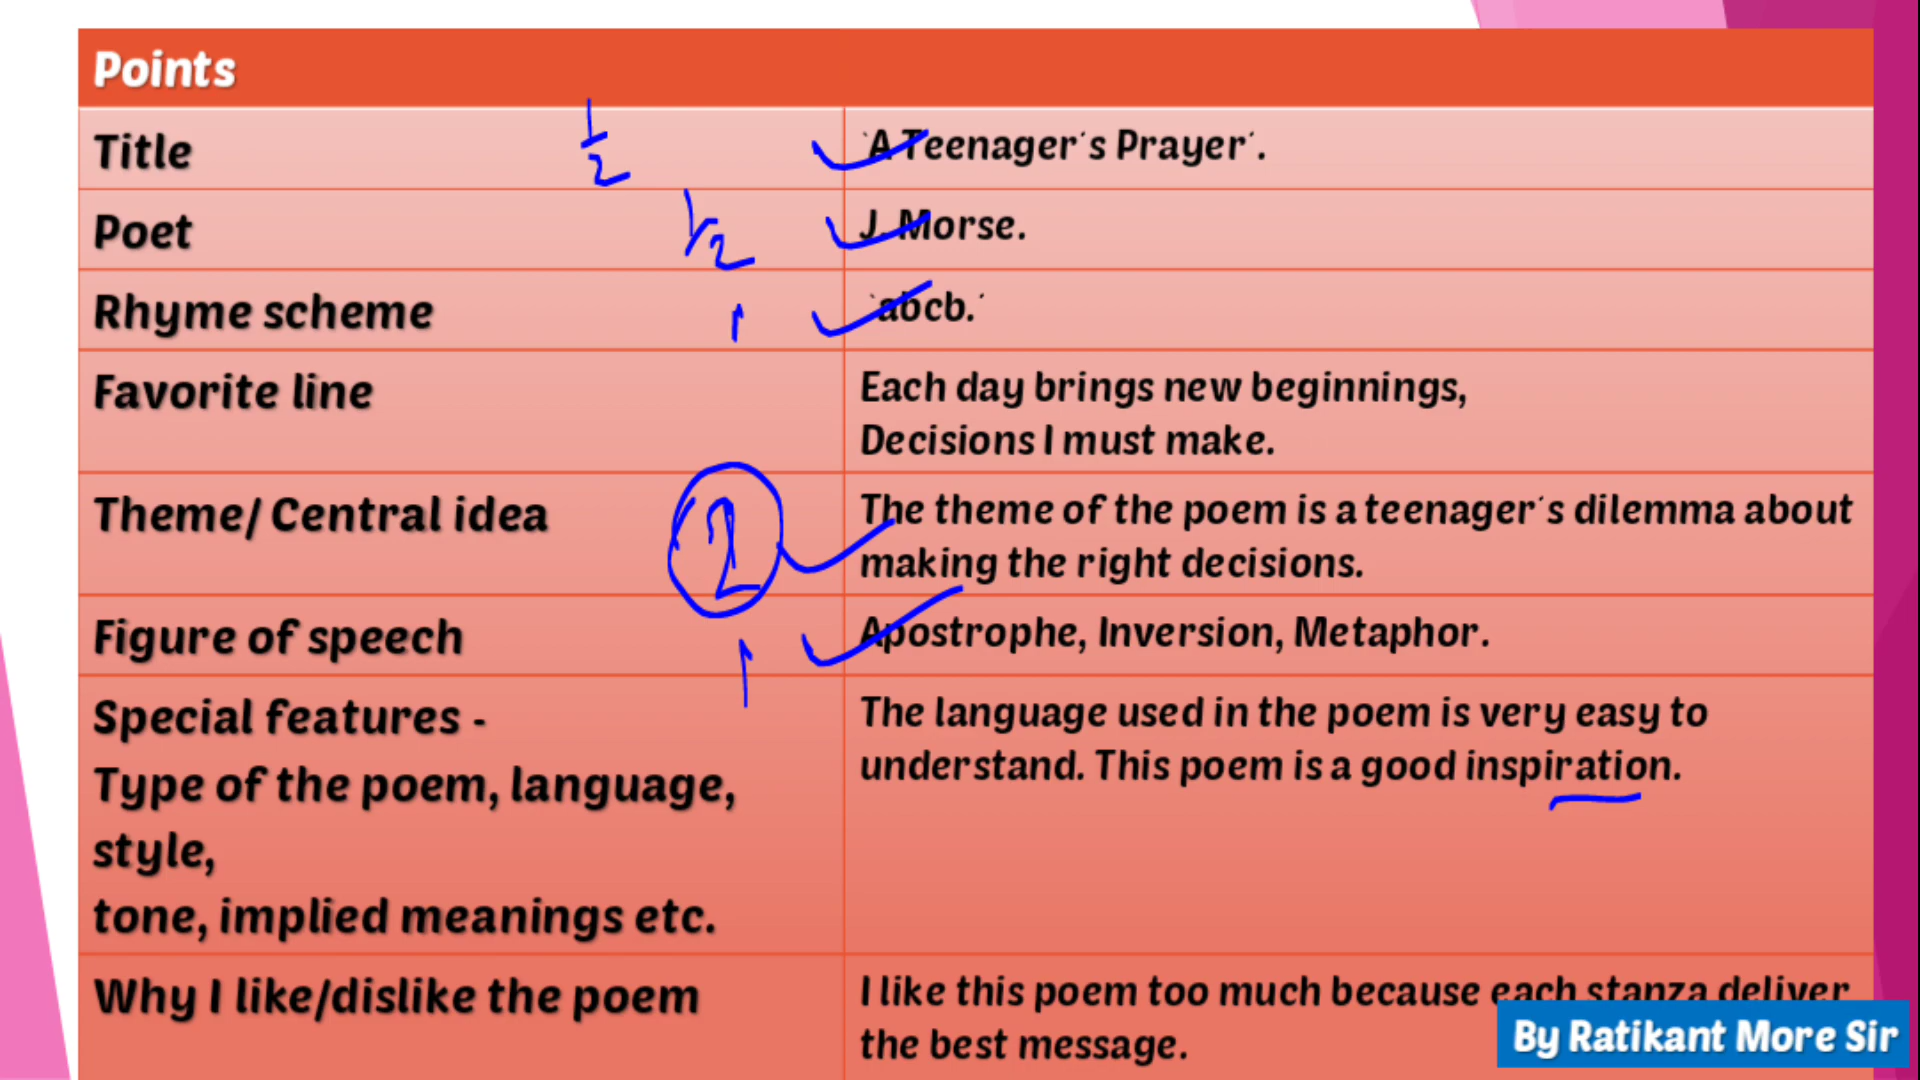 Points
Title
1/2
`A Teenager´s Prayer´.
Poet
1/2
J. Morse.
Rhyme scheme
1
`abcb.´
Favorite line
Each day brings new beginnings,
Decisions I must make.
Theme/ Central idea
2
The theme of the poem is a teenager´s dilemma about
making the right decisions.
Figure of speech
1
Apostrophe, Inversion, Metaphor.
Special features -
Type of the poem, language,
style,
tone, implied meanings etc.
The language used in the poem is very easy to
understand. This poem is a good inspiration.
Why I like/dislike the poem
I like this poem too much because each stanza deliver
the best message.
By Ratikant More Sir